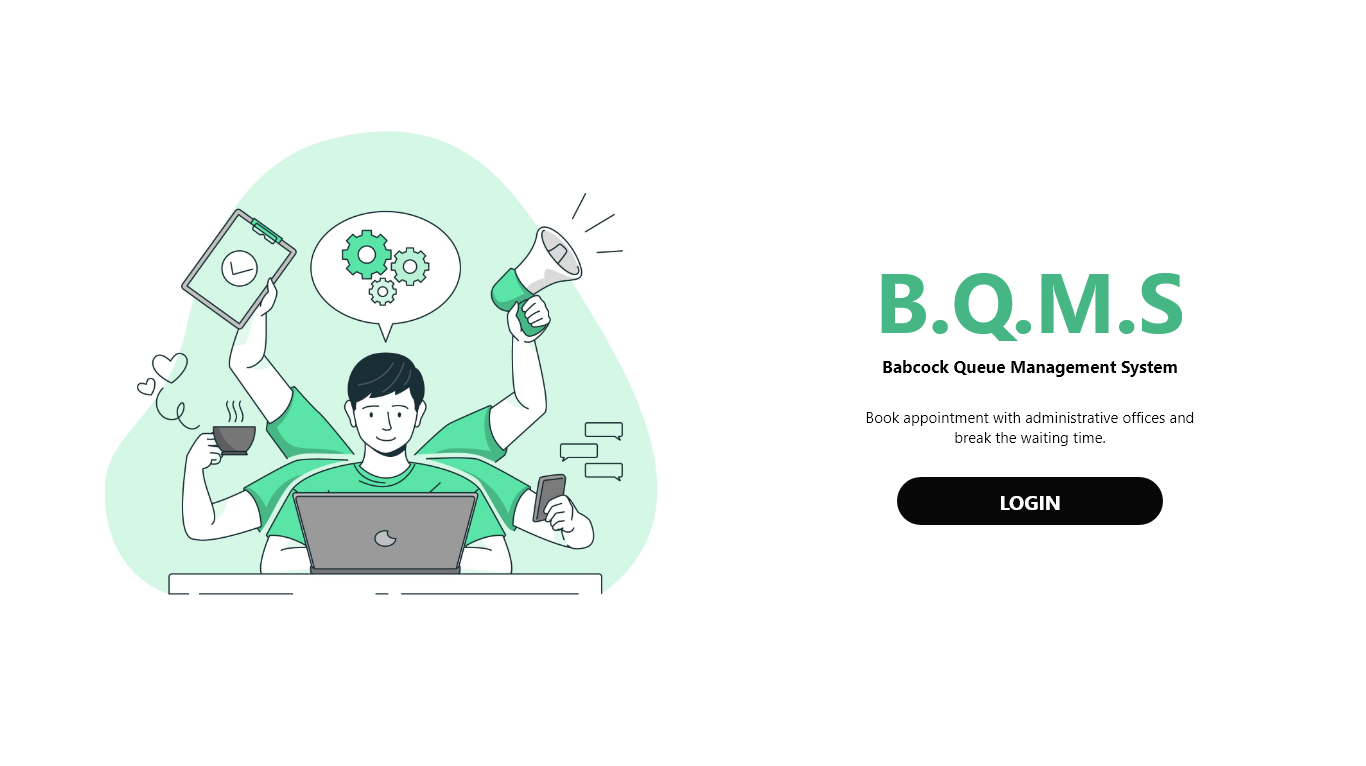 B.Q.M.S
Babcock Queue Management System
Book appointment with administrative offices and
break the waiting time.
LOGIN